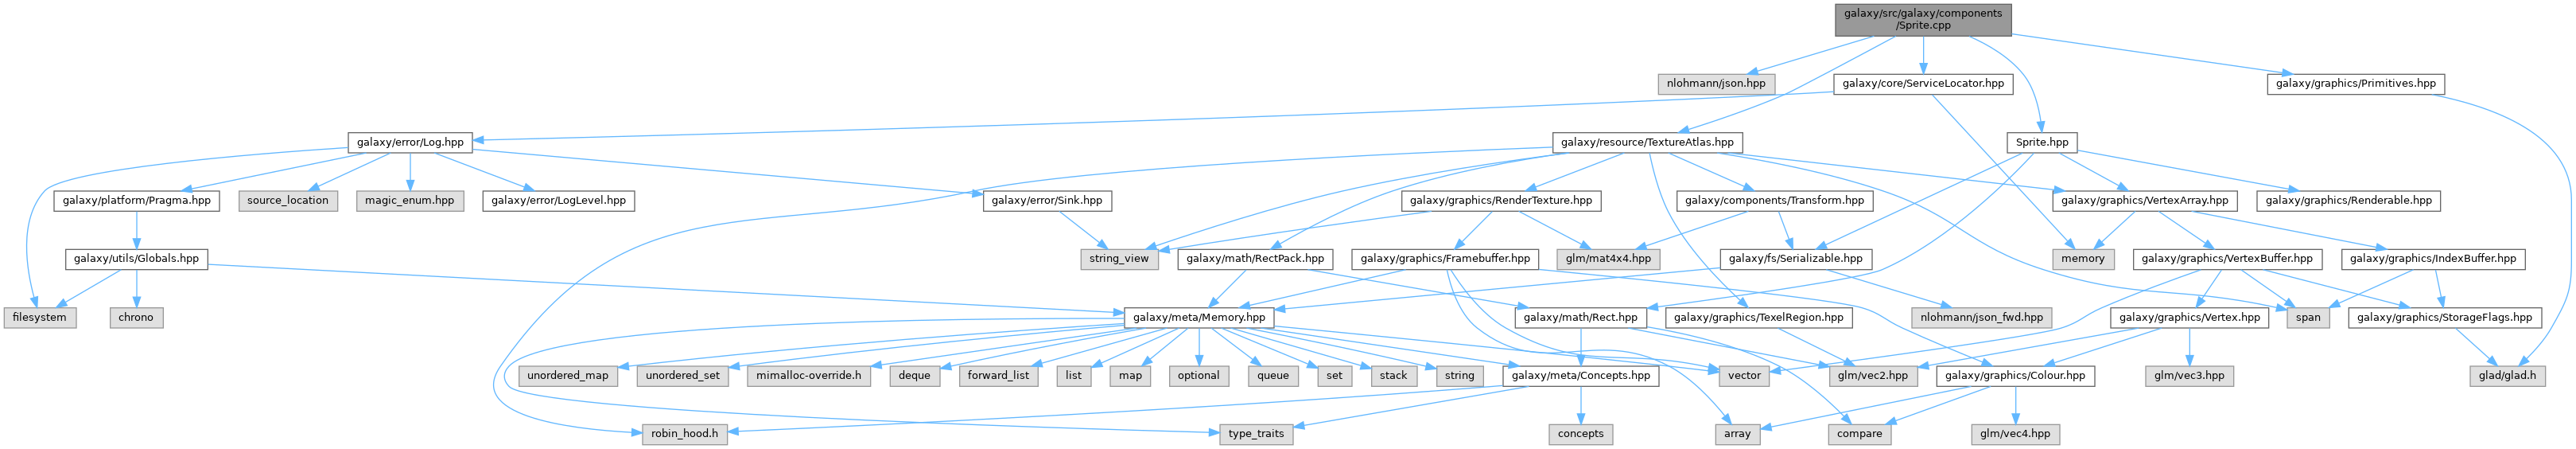 galaxy/src/galaxy/components
/Sprite.cpp
nlohmann/json.hpp
galaxy/core/ServiceLocator.hpp
galaxy/graphics/Primitives.hpp
galaxy/error/Log.hpp
galaxy/resource/TextureAtlas.hpp
Sprite.hpp
galaxy/platform/Pragma.hpp
source_location
magic_enum.hpp
galaxy/error/LogLevel.hpp
galaxy/error/Sink.hpp
galaxy/graphics/RenderTexture.hpp
galaxy/components/Transform.hpp
galaxy/graphics/VertexArray.hpp
galaxy/graphics/Renderable.hpp
galaxy/utils/Globals.hpp
string_view
galaxy/math/RectPack.hpp
glm/mat4x4.hpp
galaxy/graphics/Framebuffer.hpp
galaxy/fs/Serializable.hpp
memory
galaxy/graphics/VertexBuffer.hpp
galaxy/graphics/IndexBuffer.hpp
filesystem
chrono
galaxy/meta/Memory.hpp
galaxy/math/Rect.hpp
galaxy/graphics/TexelRegion.hpp
nlohmann/json_fwd.hpp
galaxy/graphics/Vertex.hpp
span
galaxy/graphics/StorageFlags.hpp
unordered_map
unordered_set
mimalloc-override.h
deque
forward_list
list
map
optional
queue
set
stack
string
galaxy/meta/Concepts.hpp
vector
glm/vec2.hpp
galaxy/graphics/Colour.hpp
glm/vec3.hpp
glad/glad.h
robin_hood.h
type_traits
concepts
array
compare
glm/vec4.hpp